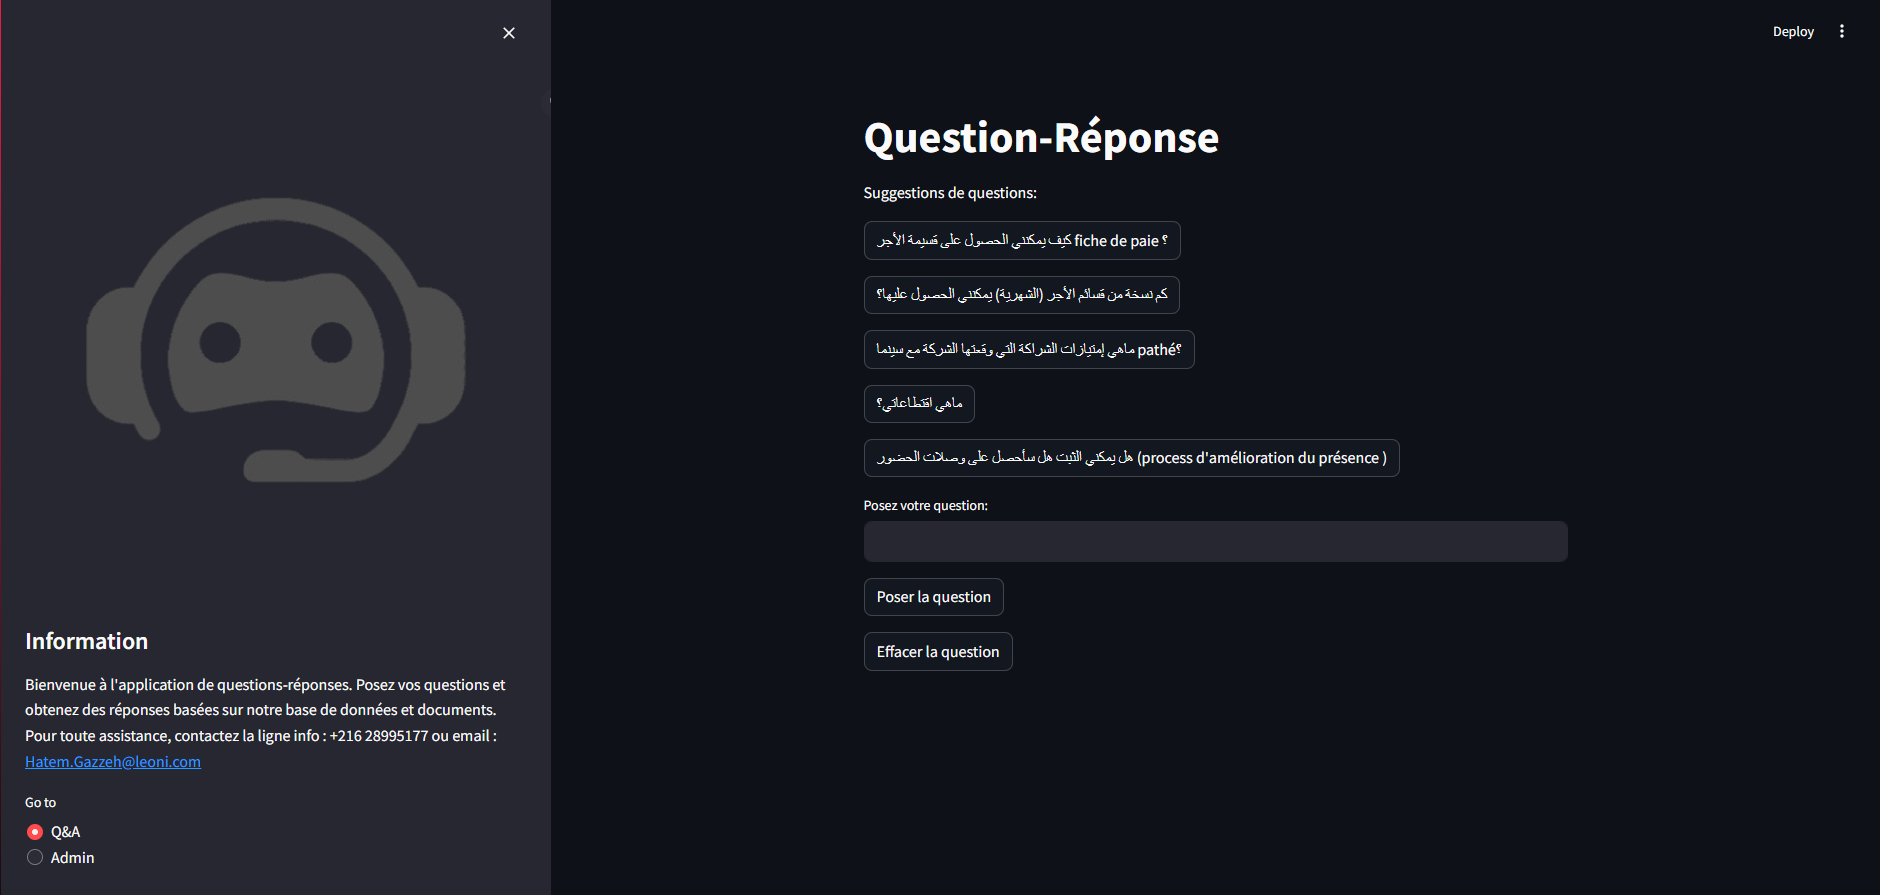 Deploy
Question-Réponse
Suggestions de questions:
كيف يمكنني الحصول على قسيمة الأجر fiche de paie ؟
كم نسخة من قسائم الأجر (الشهرية) يمكنني الحصول عليها؟
ماهي إمتيازات الشراكة التي وقعتها الشركة مع سينما pathé؟
ماهي اقتطاعاتي؟
هل يمكنني الثبت هل سأحصل على وصلات الحضور (process d'amélioration du présence )
Posez votre question:
Poser la question
Effacer la question
Information
Bienvenue à l'application de questions-réponses. Posez vos questions et
obtenez des réponses basées sur notre base de données et documents.
Pour toute assistance, contactez la ligne info : +216 28995177 ou email :
Hatem.Gazzeh@leoni.com
Go to
Q&A
Admin